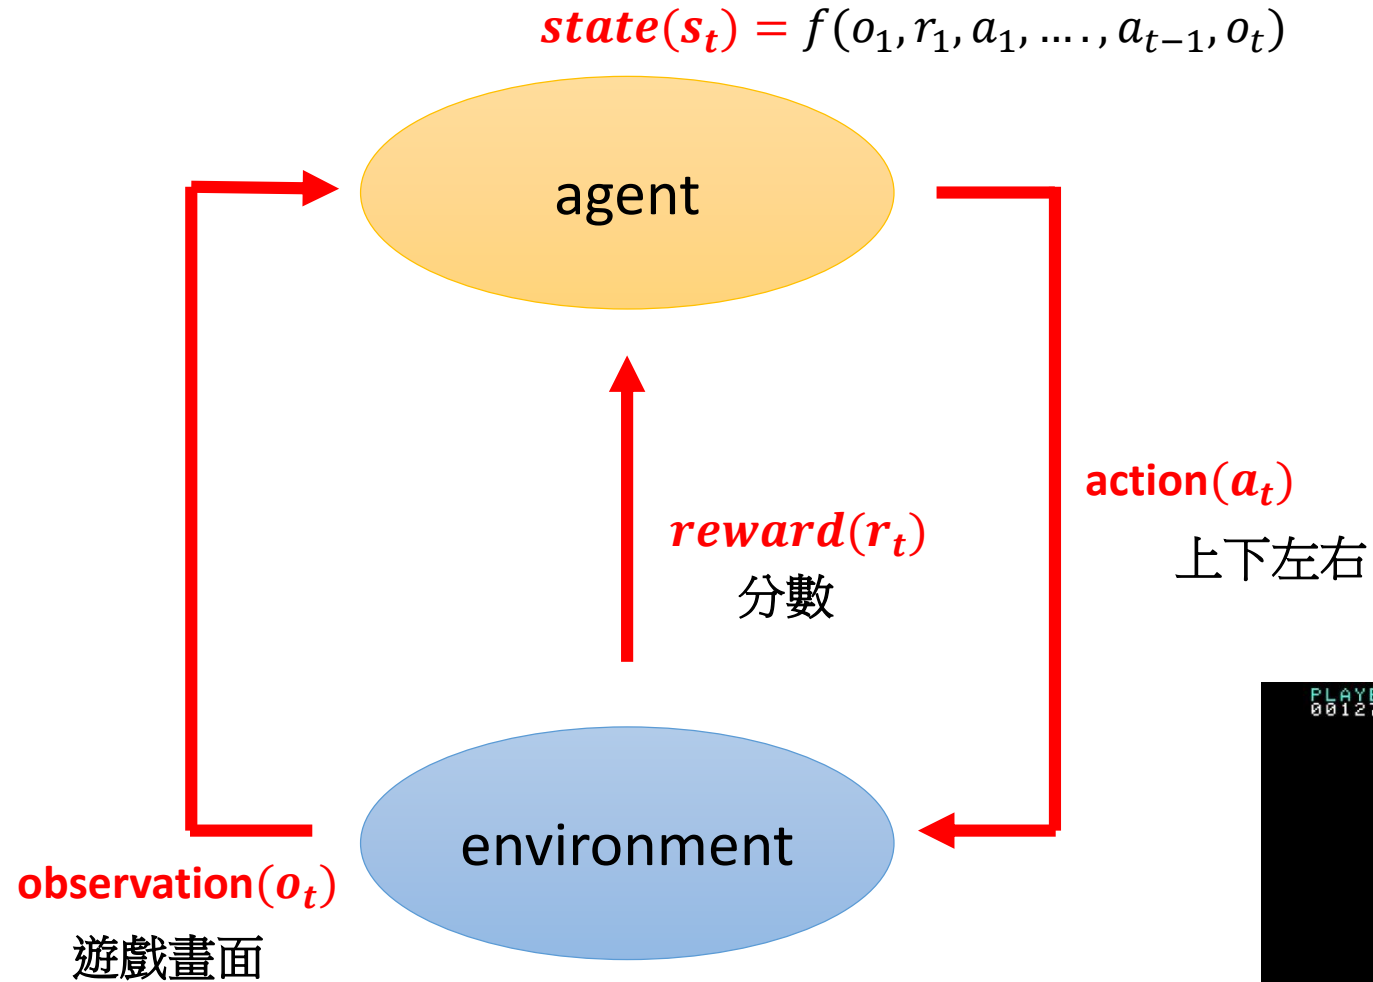 state(s_t) = f(o_1, r_1, a_1, …., a_{t−1}, o_t)
agent
action(a_t)
上下左右
reward(r_t)
分數
environment
observation(o_t)
遊戲畫面